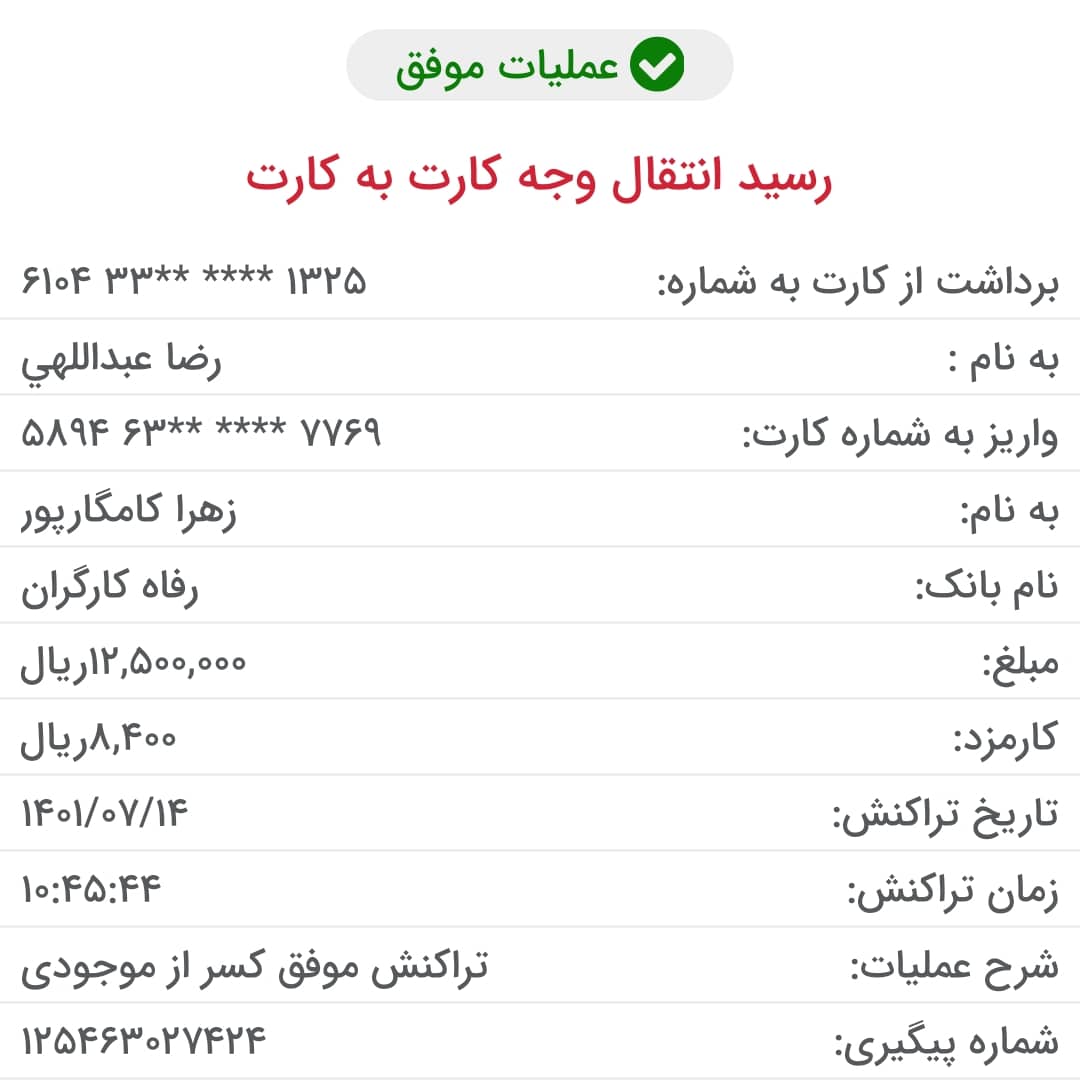 عملیات موفق
رسید انتقال وجه کارت به کارت
برداشت از کارت به شماره: ۶۱۰۴ ۳۳** **** ۱۳۲۵
به نام : رضا عبداللهي
واریز به شماره کارت: ۵۸۹۴ ۶۳** **** ۷۷۶۹
به نام: زهرا کامگارپور
نام بانک: رفاه کارگران
مبلغ: ۱۲,۵۰۰,۰۰۰ریال
کارمزد: ۸,۴۰۰ریال
تاریخ تراکنش: ۱۴۰۱/۰۷/۱۴
زمان تراکنش: ۱۰:۴۵:۴۴
شرح عملیات: تراکنش موفق کسر از موجودی
شماره پیگیری: ۱۲۵۴۶۳۰۲۷۴۲۴